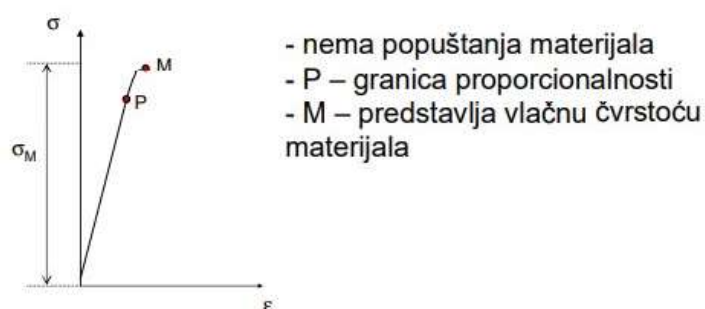 σ
M
P
σM
ε
- nema popuštanja materijala
- P – granica proporcionalnosti
- M – predstavlja vlačnu čvrstoću
materijala